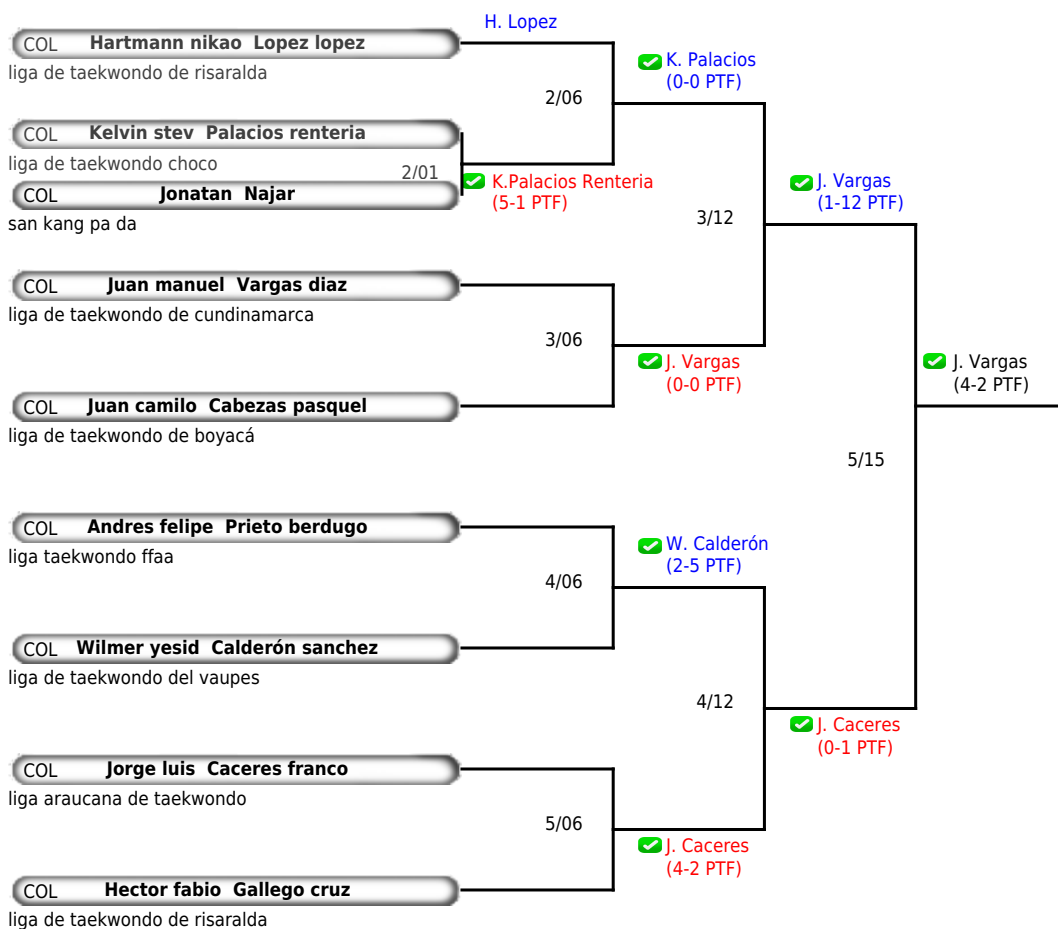 H. Lopez
COL Hartmann nikao Lopez lopez
liga de taekwondo de risaralda
K. Palacios
(0-0 PTF)
2/06
COL Kelvin stev Palacios renteria
liga de taekwondo choco
2/01
K.Palacios Renteria
(5-1 PTF)
COL Jonatan Najar
san kang pa da
J. Vargas
(1-12 PTF)
3/12
COL Juan manuel Vargas diaz
liga de taekwondo de cundinamarca
3/06
J. Vargas
(0-0 PTF)
J. Vargas
(4-2 PTF)
COL Juan camilo Cabezas pasquel
liga de taekwondo de boyacá
5/15
COL Andres felipe Prieto berdugo
liga taekwondo ffaa
W. Calderón
(2-5 PTF)
4/06
COL Wilmer yesid Calderón sanchez
liga de taekwondo del vaupes
4/12
J. Caceres
(0-1 PTF)
COL Jorge luis Caceres franco
liga araucana de taekwondo
5/06
J. Caceres
(4-2 PTF)
COL Hector fabio Gallego cruz
liga de taekwondo de risaralda